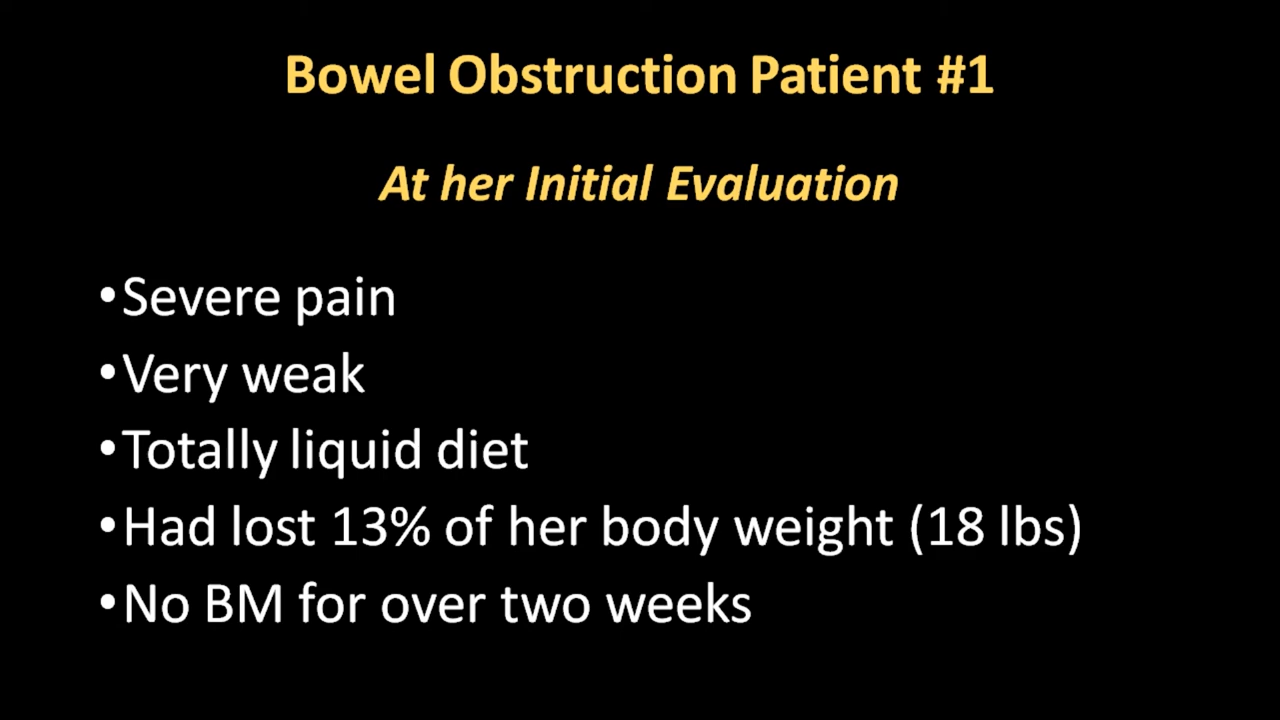 Bowel Obstruction Patient #1
At her Initial Evaluation
•Severe pain
•Very weak
•Totally liquid diet
•Had lost 13% of her body weight (18 lbs)
•No BM for over two weeks